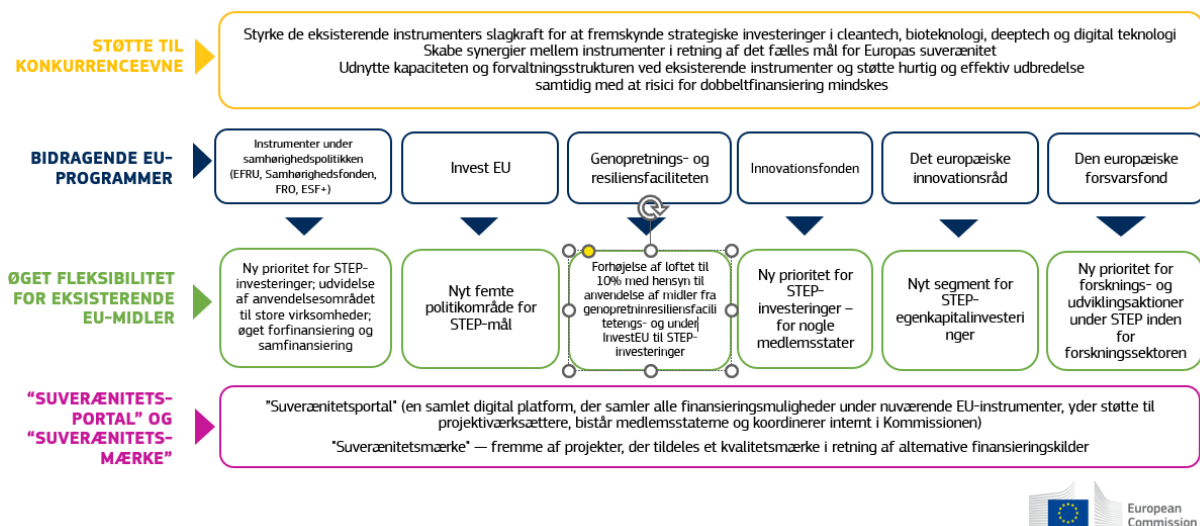 STØTTE TIL
KONKURRENCEEVNE
Styrke de eksisterende instrumenters slagkraft for at fremskynde strategiske investeringer i cleantech, bioteknologi, deeptech og digital teknologi
Skabe synergier mellem instrumenter i retning af det fælles mål for Europas suverænitet
Udnytte kapaciteten og forvaltningsstrukturen ved eksisterende instrumenter og støtte hurtig og effektiv udbredelse
samtidig med at risici for dobbeltfinansiering mindskes
BIDRAGENDE EU-
PROGRAMMER
Instrumenter under
samhørighedspolitikken
(EFRU, Samhørighedsfonden,
FRO, ESF+)
Invest EU
Genopretnings- og
resiliensfaciliteten
Innovationsfonden
Det europæiske
innovationsråd
Den europæiske
forsvarsfond
ØGET FLEKSIBILITET
FOR EKSISTERENDE
EU-MIDLER
Ny prioritet for STEP-
investeringer; udvidelse
af anvendelsesområdet
til store virksomheder;
øget forfinansiering og
samfinansiering
Nyt femte
politikområde for
STEP-mål
Forhøjelse af loftet til
10% med hensyn til
anvendelse af midler fra
genopretninresiliensfacili
tetengs- og under
InvestEU til STEP-
investeringer
Ny prioritet for
STEP-
investeringer –
for nogle
medlemsstater
Nyt segment for
STEP-
egenkapitalinvesteri
nger
Ny prioritet for
forsknings- og
udviklingsaktioner
under STEP inden
for
forskningssektoren
“SUVERÆNITETS-
PORTAL” OG
“SUVERÆNITETS-
MÆRKE”
"Suverænitetsportal" (en samlet digital platform, der samler alle finansieringsmuligheder under nuværende EU-instrumenter, yder støtte til
projektiværksættere, bistår medlemsstaterne og koordinerer internt i Kommissionen)
"Suverænitetsmærke" — fremme af projekter, der tildeles et kvalitetsmærke i retning af alternative finansieringskilder
European
Commission